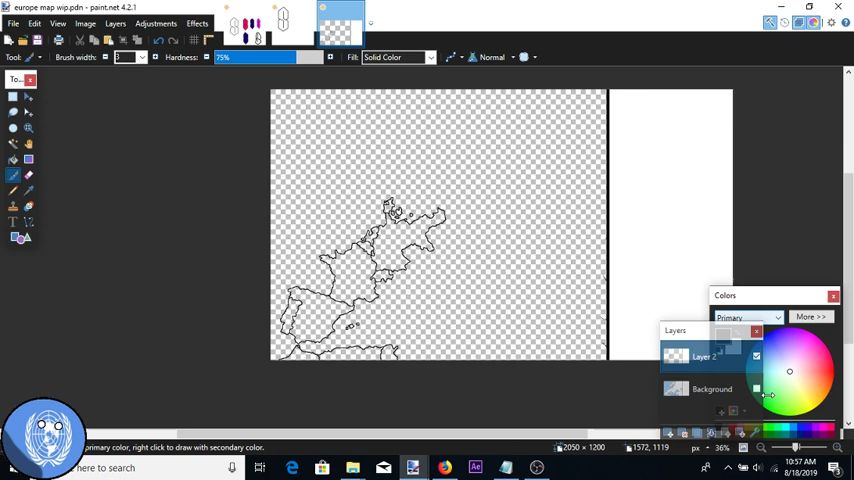 europe map wip.pdn - paint.net 4.2.1
File Edit View Image Layers Adjustments Effects
Tool: Brush width: 3 Hardness: 75% Fill: Solid Color Normal
To...
Colors
Primary More >>
Layers
Layer 2
Background
primary color, right click to draw with secondary color.
2050 × 1200 1572, 1119 px 36%
here to search
Ae
10:57 AM
8/18/2019
3